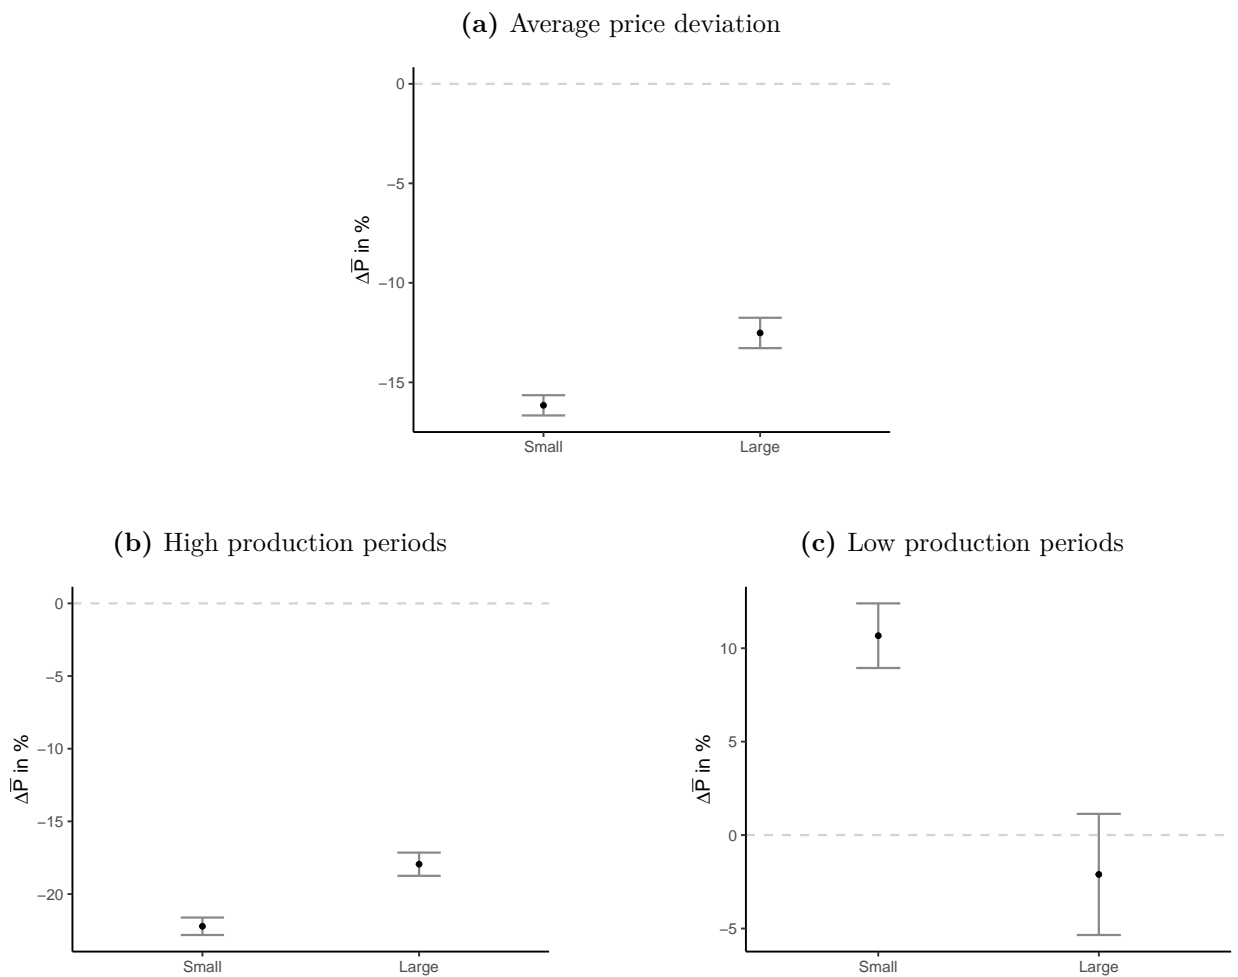 (a) Average price deviation
0
−5
−10
−15
ΔP̅ in %
Small Large
(b) High production periods
0
−5
−10
−15
−20
ΔP̅ in %
Small Large
(c) Low production periods
10
5
0
−5
ΔP̅ in %
Small Large